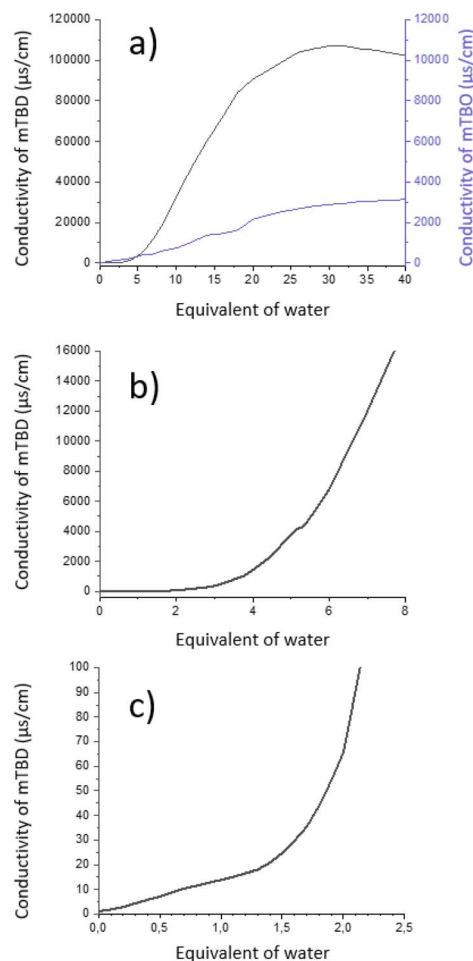 a)
Conductivity of mTBD (µs/cm)
120000
100000
80000
60000
40000
20000
0
Conductivity of mTBO (µs/cm)
12000
10000
8000
6000
4000
2000
0
0 5 10 15 20 25 30 35 40
Equivalent of water
b)
Conductivity of mTBD (µs/cm)
16000
14000
12000
10000
8000
6000
4000
2000
0
0 2 4 6 8
Equivalent of water
c)
Conductivity of mTBD (µs/cm)
100
90
80
70
60
50
40
30
20
10
0
0,0 0,5 1,0 1,5 2,0 2,5
Equivalent of water